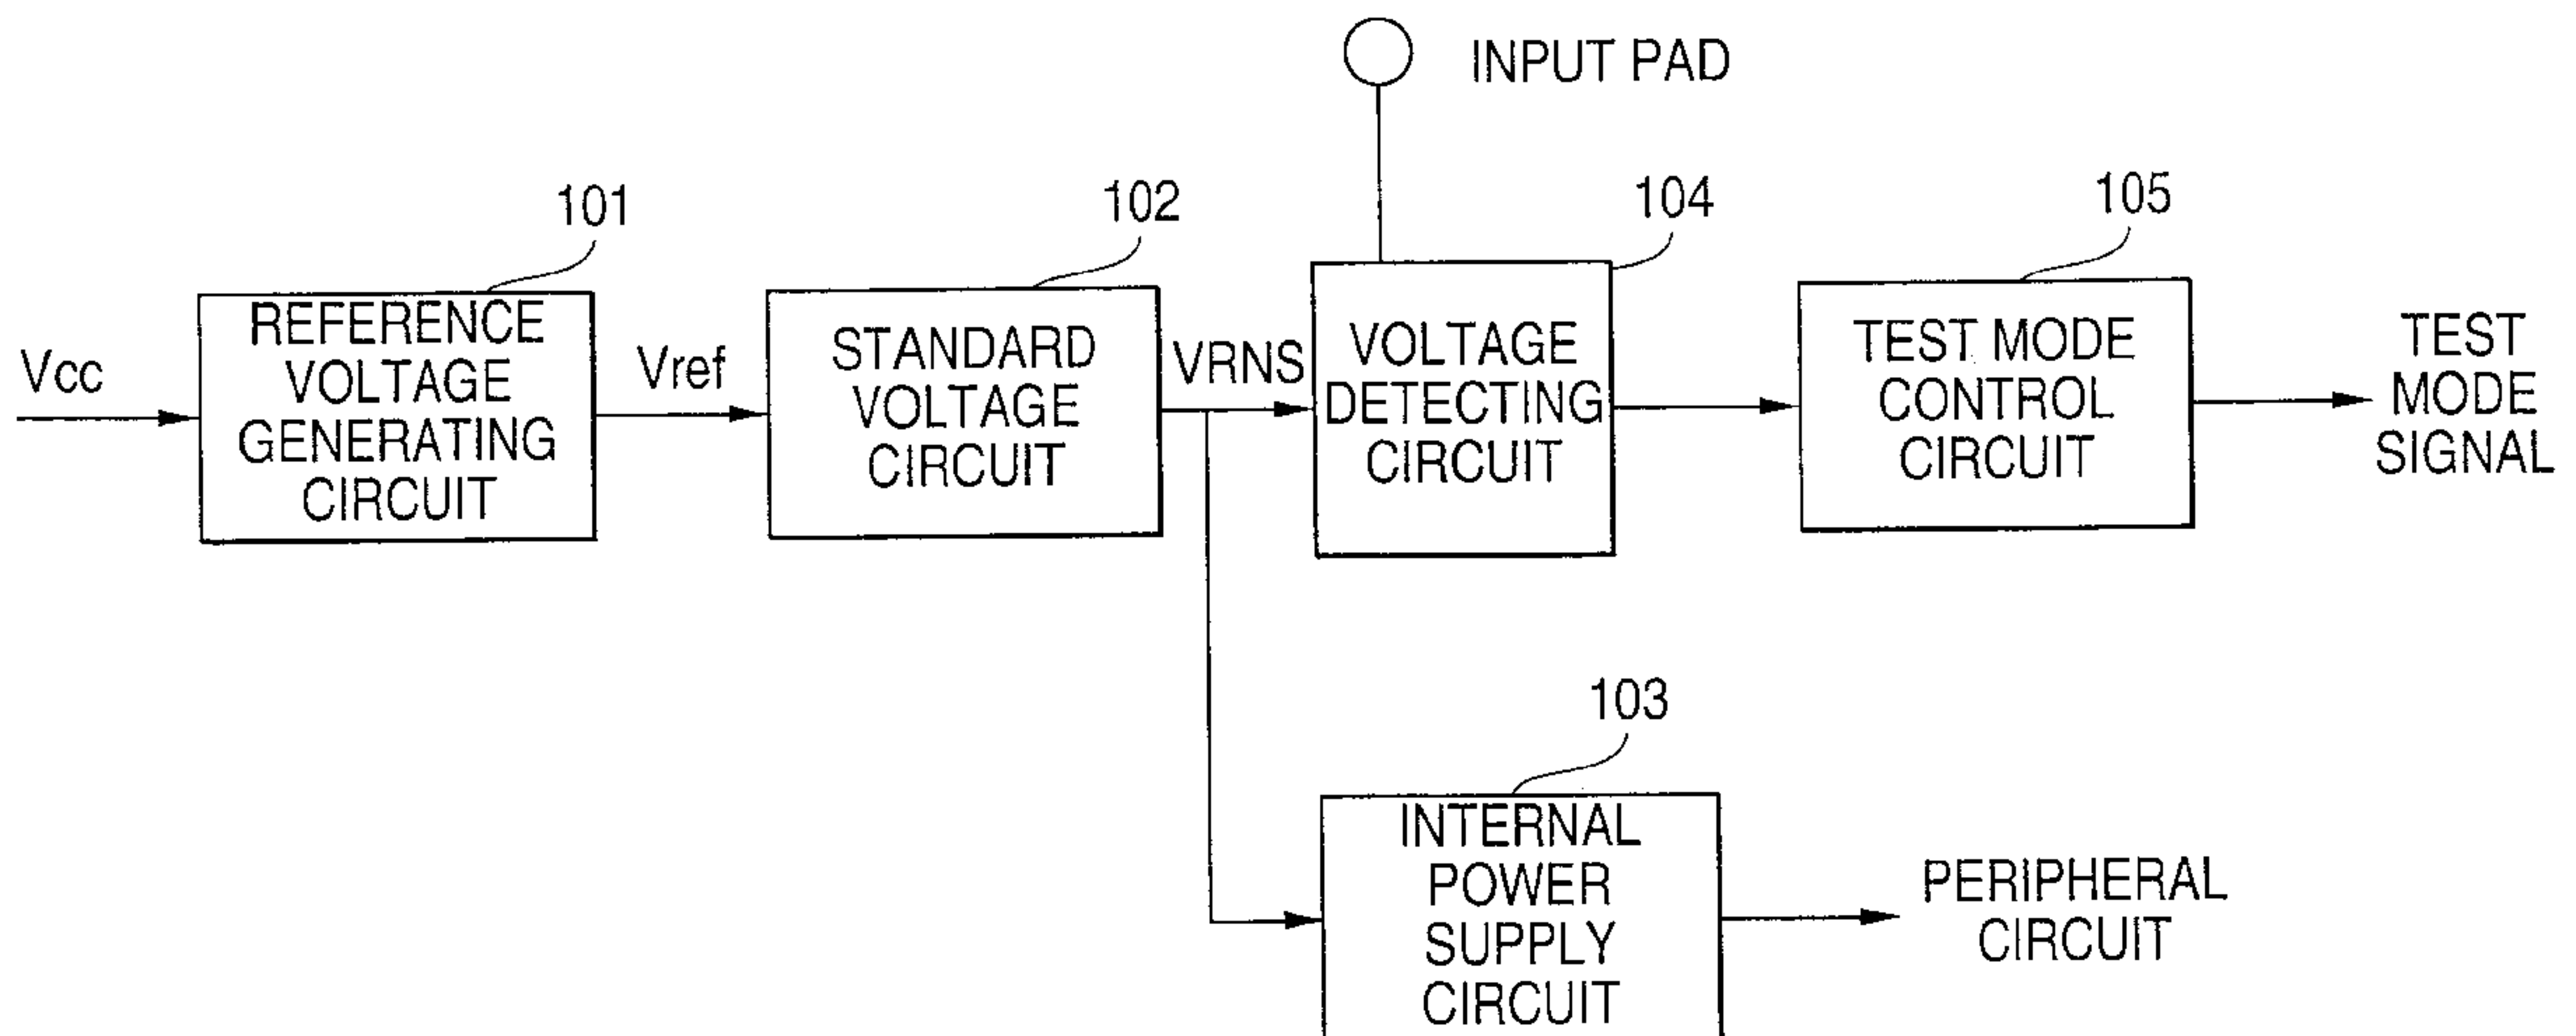 INPUT PAD
101
102
104
105
Vcc
REFERENCE
VOLTAGE
GENERATING
CIRCUIT
Vref
STANDARD
VOLTAGE
CIRCUIT
VRNS
VOLTAGE
DETECTING
CIRCUIT
TEST MODE
CONTROL
CIRCUIT
TEST
MODE
SIGNAL
103
INTERNAL
POWER
SUPPLY
CIRCUIT
PERIPHERAL
CIRCUIT